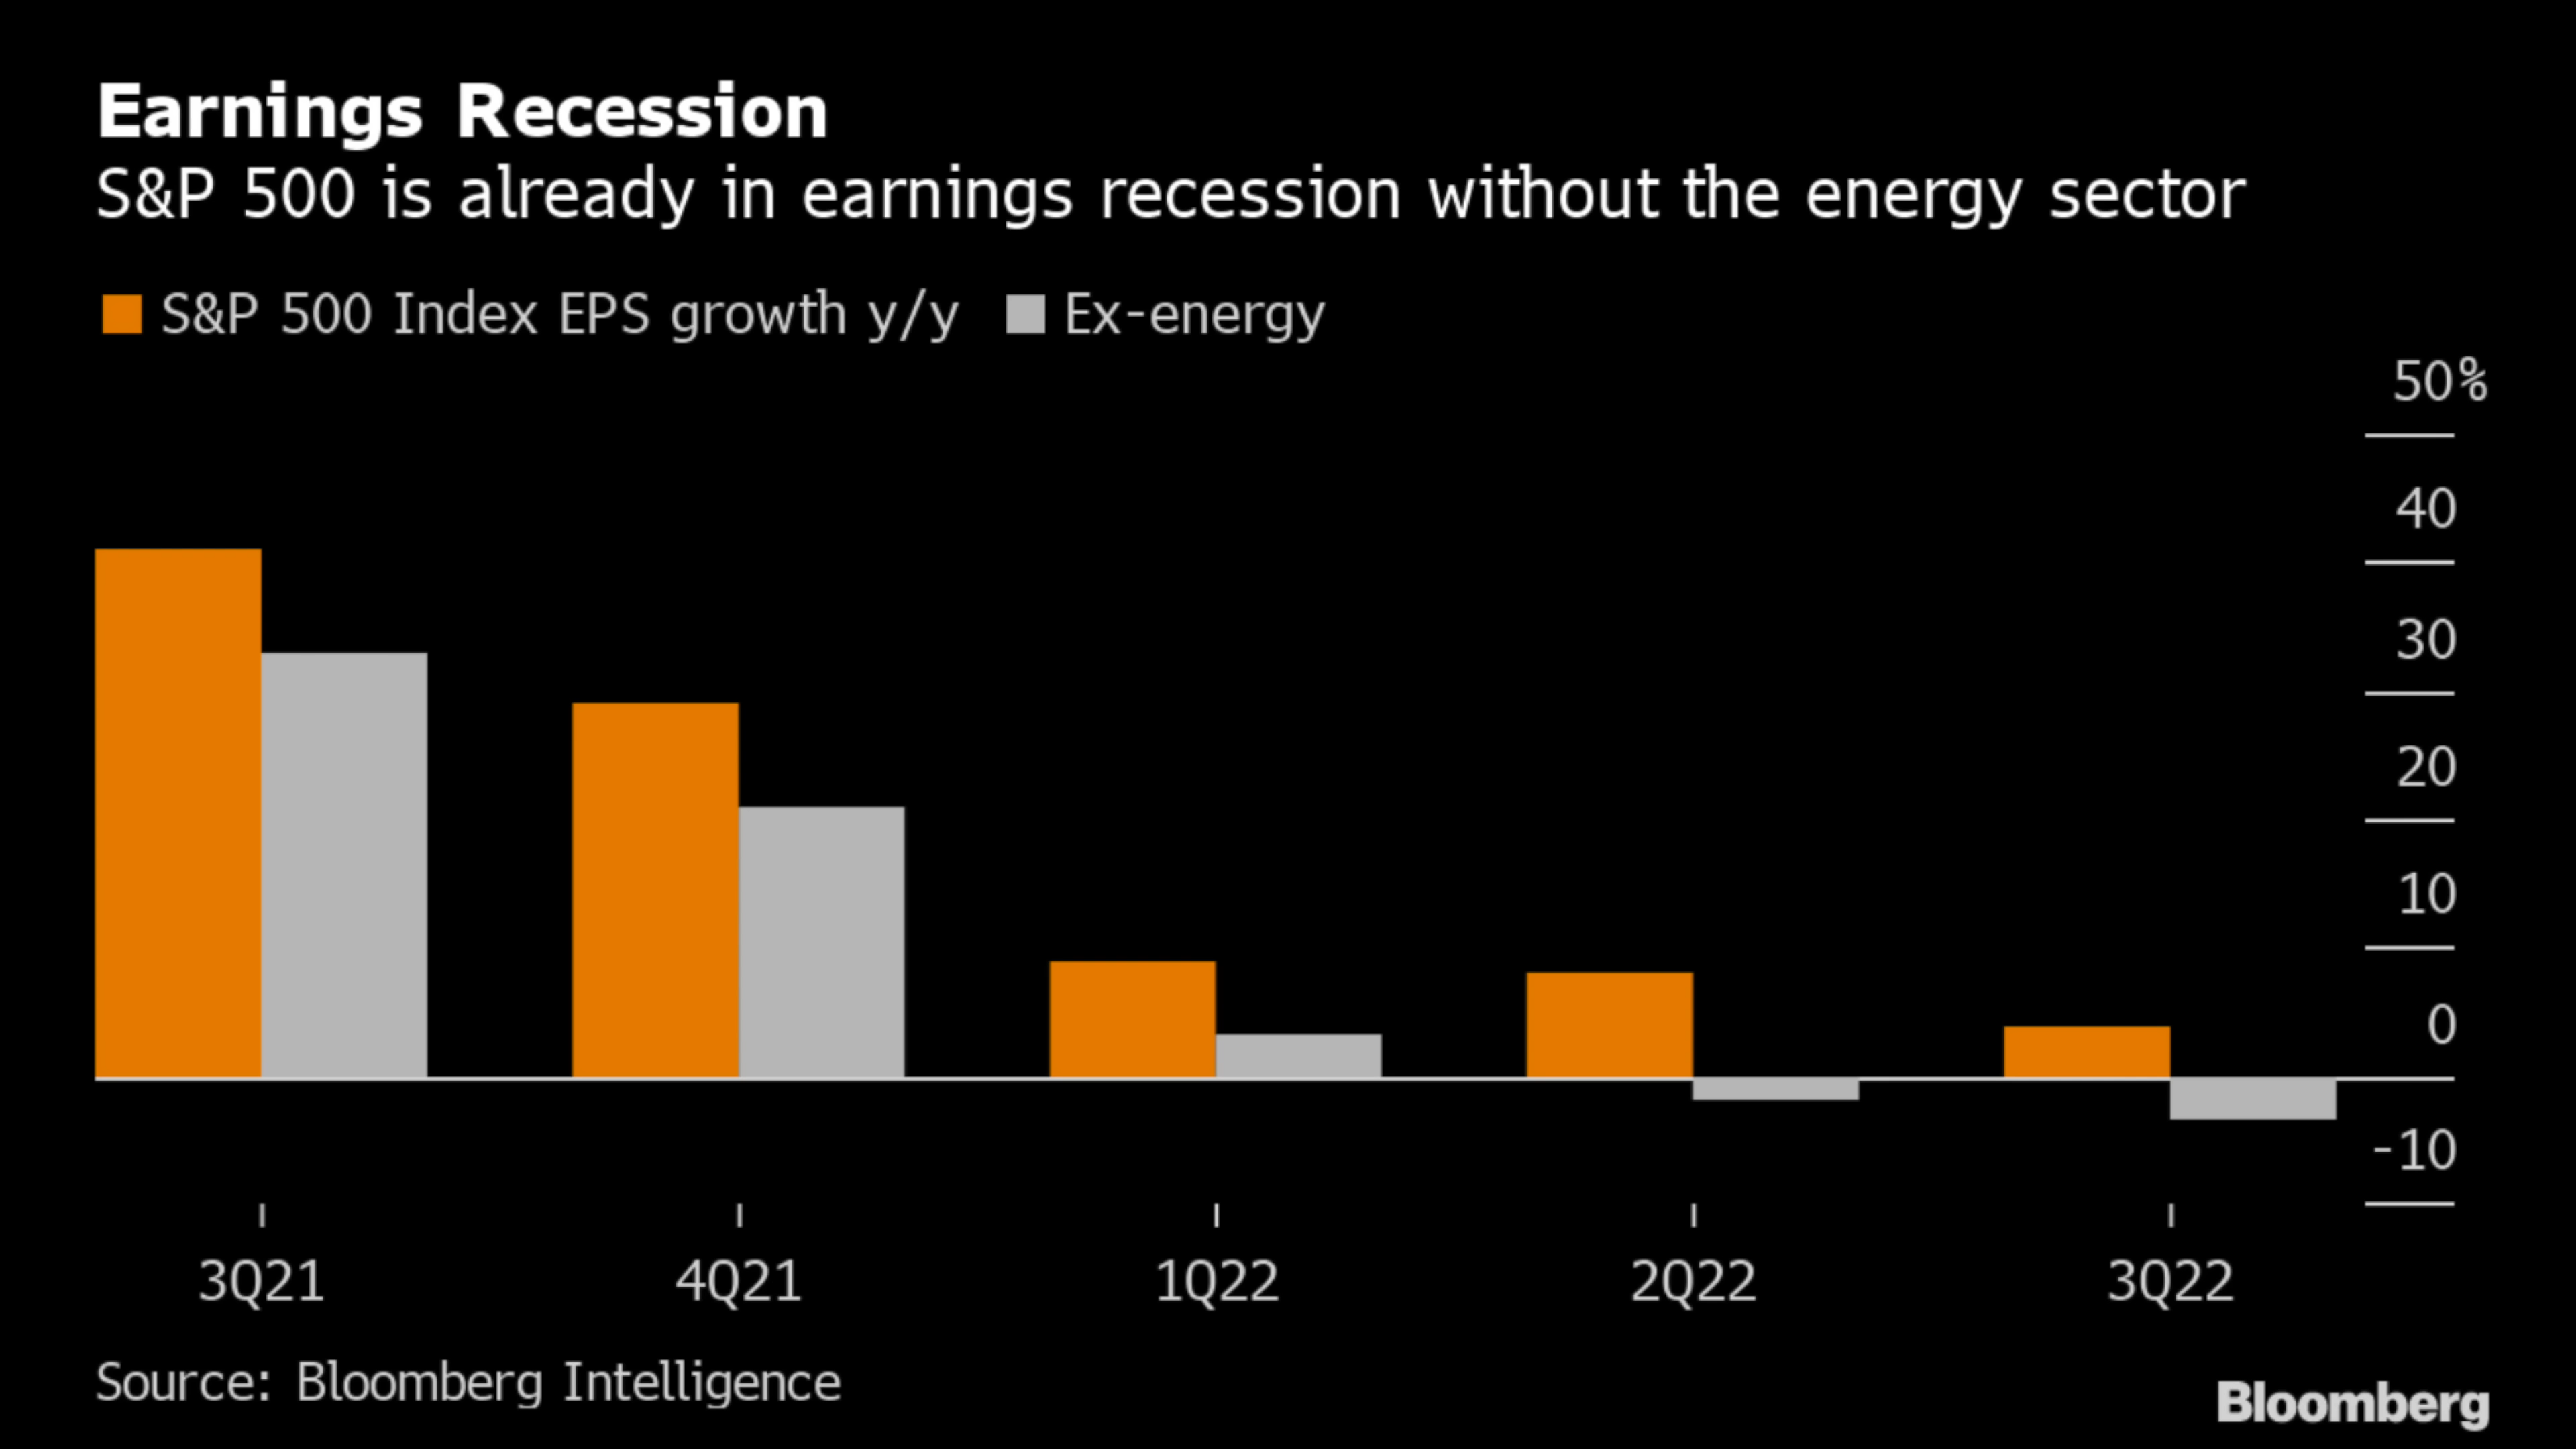 Earnings Recession
S&P 500 is already in earnings recession without the energy sector
S&P 500 Index EPS growth y/y Ex-energy
50%
40
30
20
10
0
-10
3Q21 4Q21 1Q22 2Q22 3Q22
Source: Bloomberg Intelligence
Bloomberg